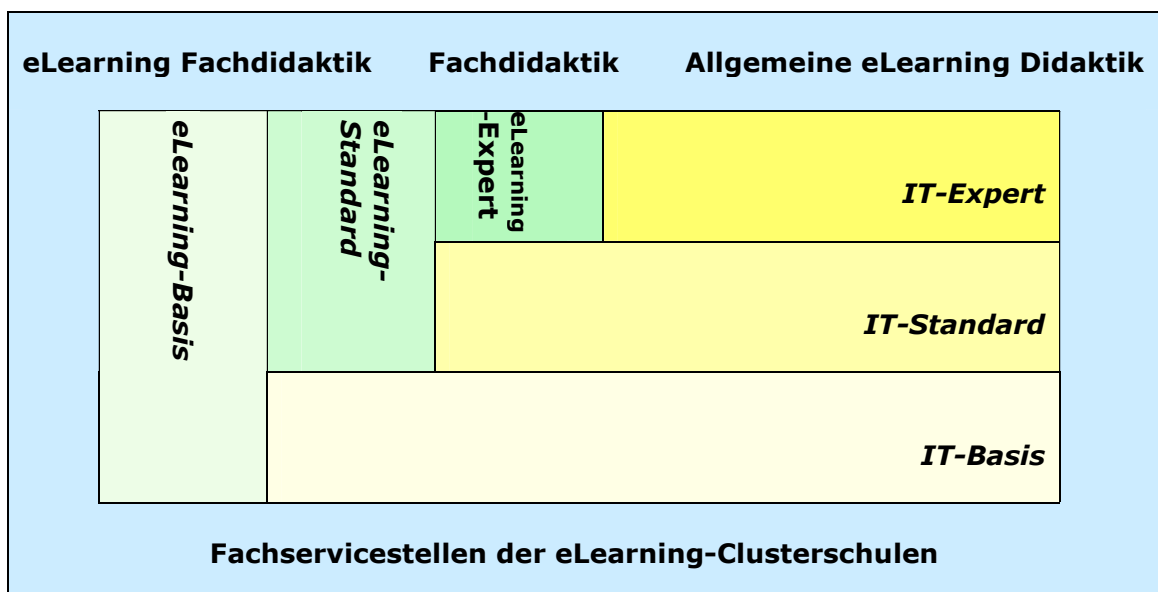 eLearning Fachdidaktik Fachdidaktik Allgemeine eLearning Didaktik
eLearning-Basis
eLearning-
Standard
eLearning
-Expert
IT-Expert
IT-Standard
IT-Basis
Fachservicestellen der eLearning-Clusterschulen